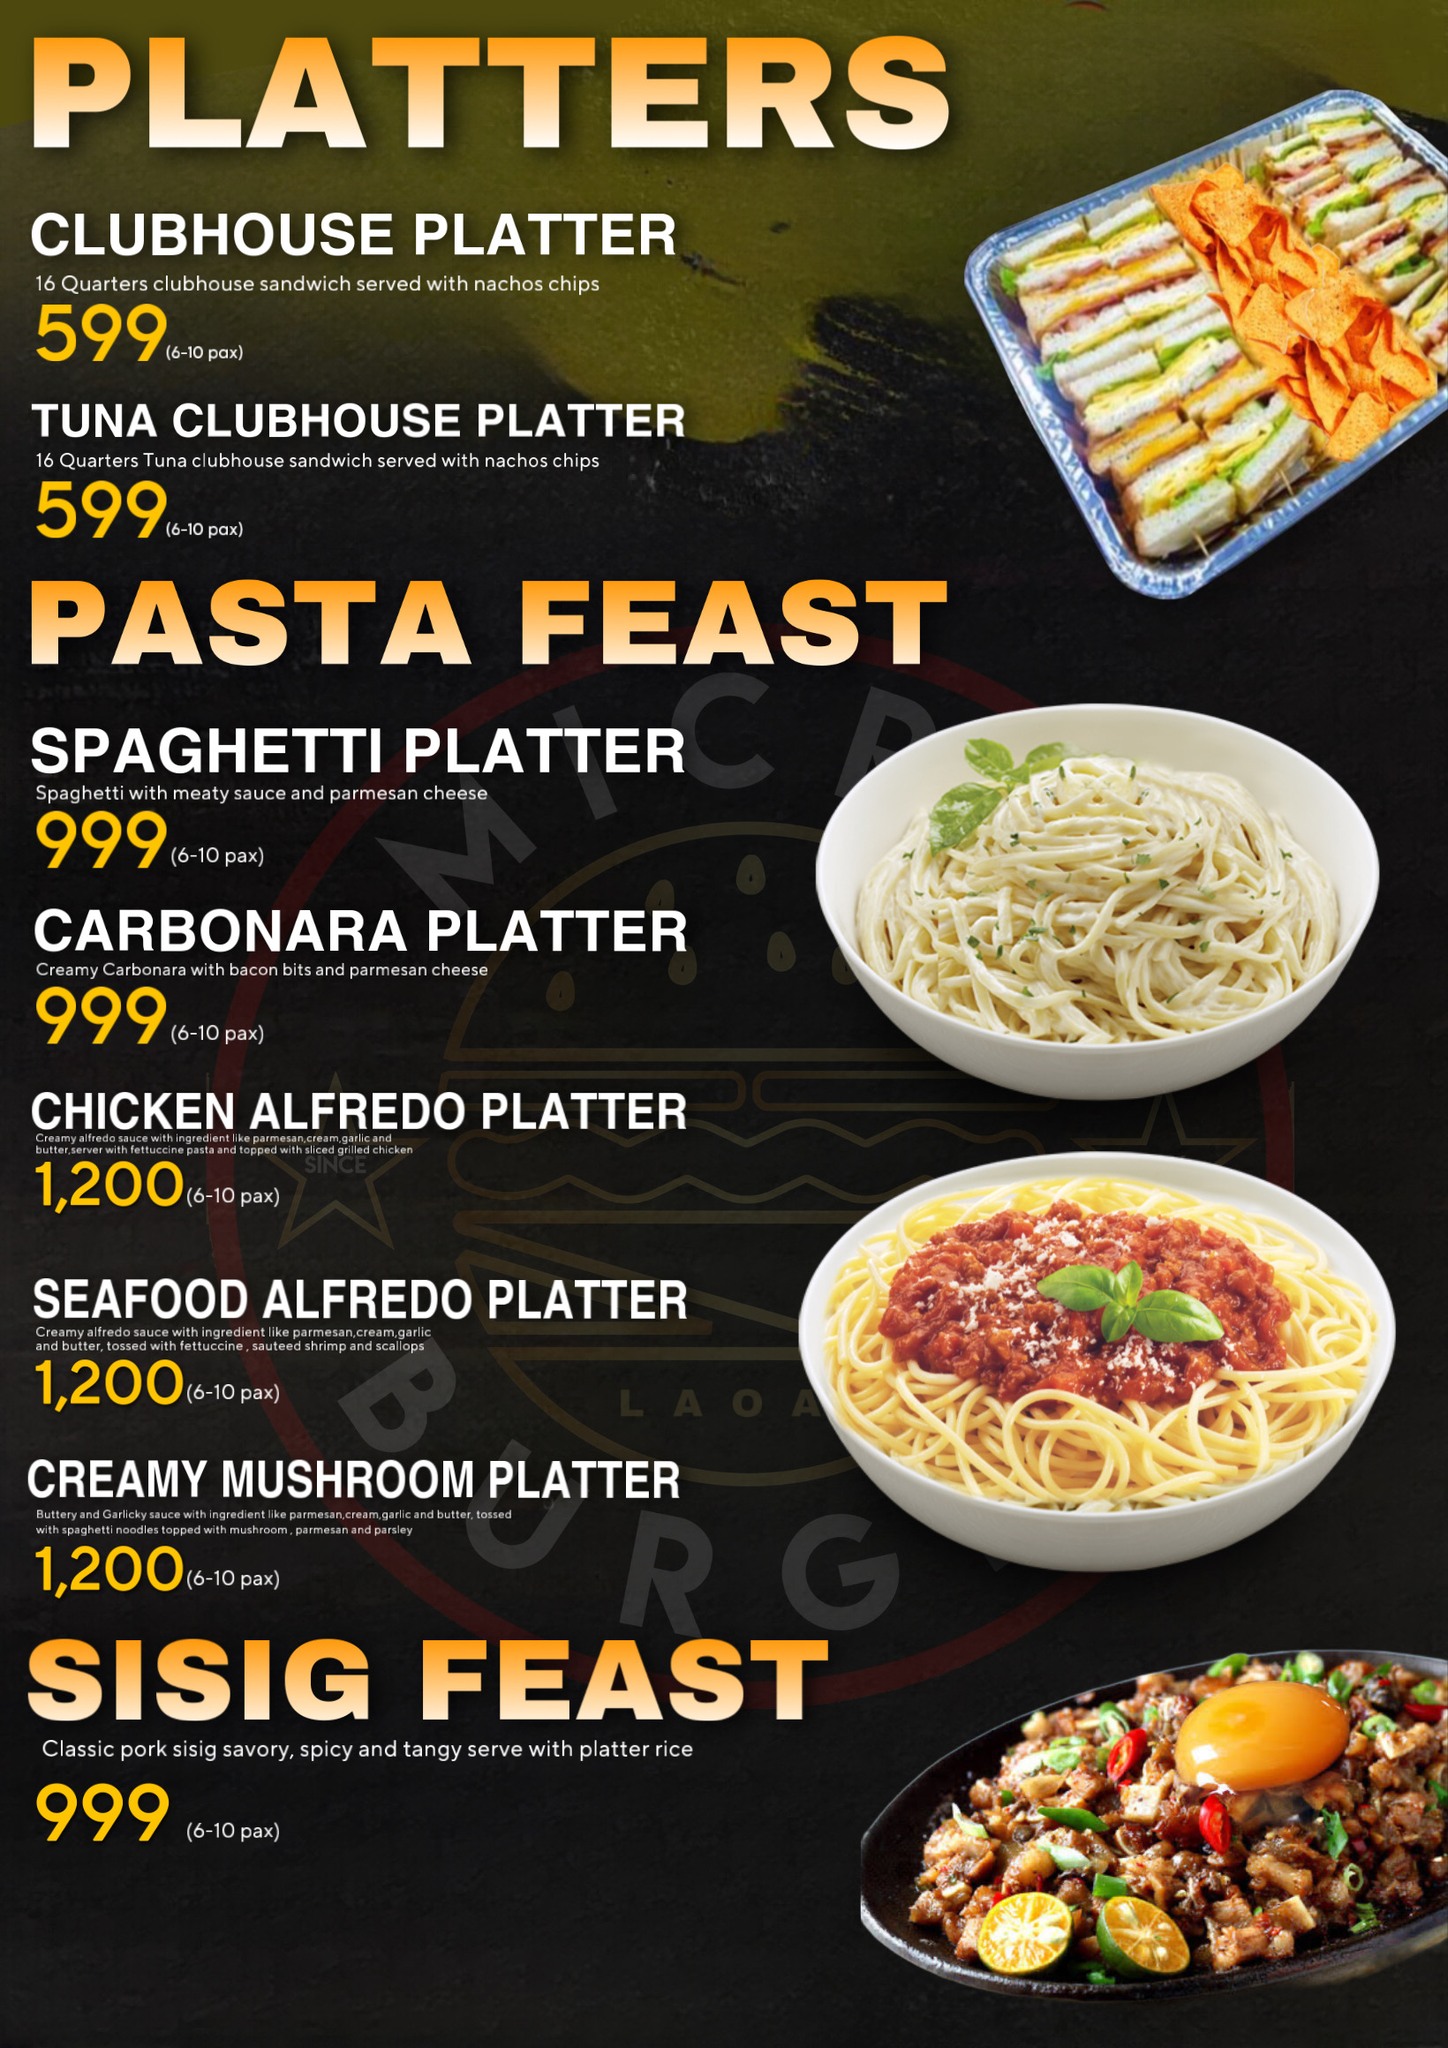 PLATTERS
CLUBHOUSE PLATTER
16 Quarters clubhouse sandwich served with nachos chips
599 (6-10 pax)
TUNA CLUBHOUSE PLATTER
16 Quarters Tuna clubhouse sandwich served with nachos chips
599 (6-10 pax)
PASTA FEAST
SPAGHETTI PLATTER
Spaghetti with meaty sauce and parmesan cheese
999 (6-10 pax)
CARBONARA PLATTER
Creamy Carbonara with bacon bits and parmesan cheese
999 (6-10 pax)
CHICKEN ALFREDO PLATTER
Creamy alfredo sauce with ingredient like parmesan,cream,garlic and
butter,server with fettuccine pasta and topped with sliced grilled chicken
1,200 (6-10 pax)
SEAFOOD ALFREDO PLATTER
Creamy alfredo sauce with ingredient like parmesan,cream,garlic
and butter, tossed with fettuccine , sauteed shrimp and scallops
1,200 (6-10 pax)
CREAMY MUSHROOM PLATTER
Buttery and Garlicky sauce with ingredient like parmesan,cream,garlic and butter, tossed
with spaghetti noodles topped with mushroom , parmesan and parsley
1,200 (6-10 pax)
SISIG FEAST
Classic pork sisig savory, spicy and tangy serve with platter rice
999 (6-10 pax)
SINCE